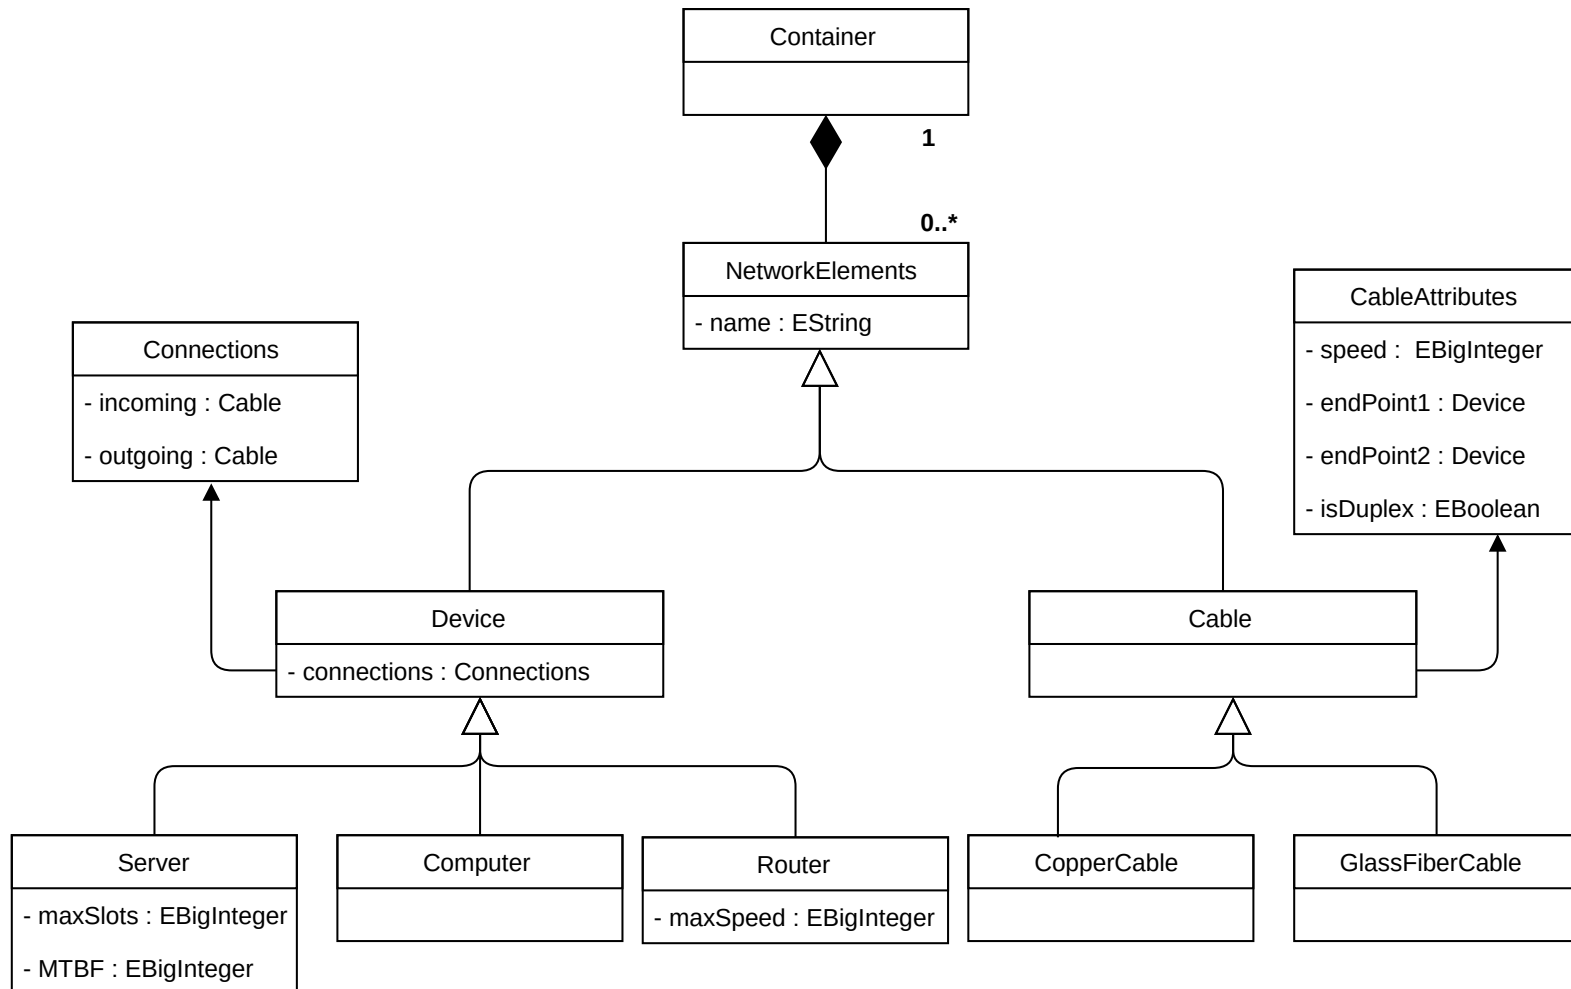 Container
1
0..*
NetworkElements
- name : EString
CableAttributes
- speed :  EBigInteger
- endPoint1 : Device
- endPoint2 : Device
- isDuplex : EBoolean
Connections
- incoming : Cable
- outgoing : Cable
Device
- connections : Connections
Cable
Server
- maxSlots : EBigInteger
- MTBF : EBigInteger
Computer
Router
- maxSpeed : EBigInteger
CopperCable
GlassFiberCable